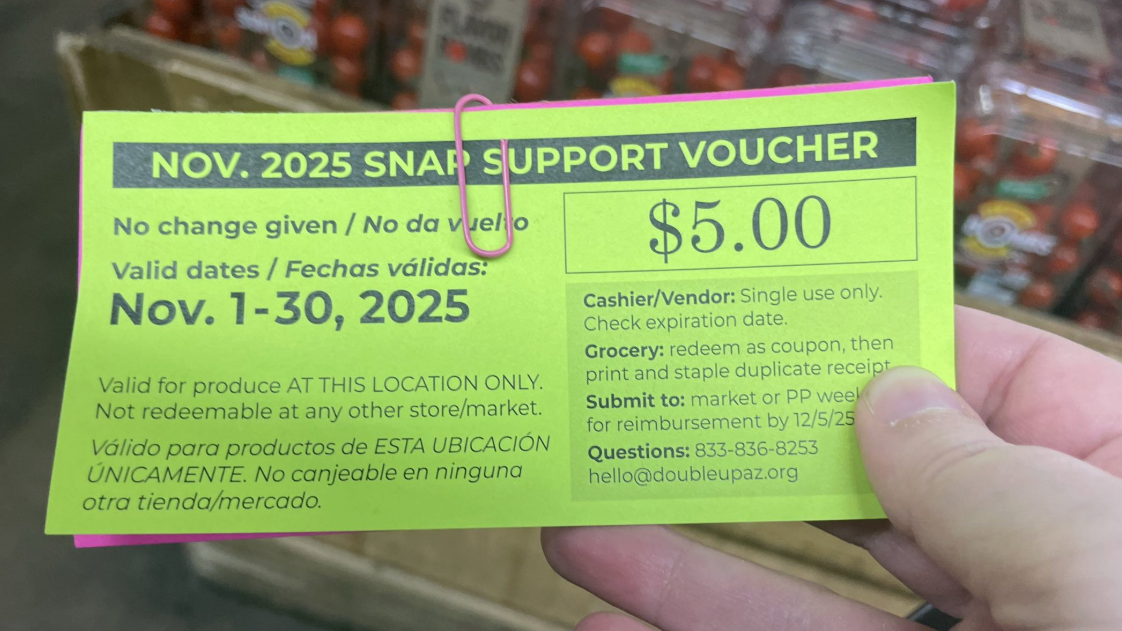 NOV. 2025 SNAP SUPPORT VOUCHER
No change given / No da vuelto
Valid dates / Fechas válidas:
Nov. 1-30, 2025
Valid for produce AT THIS LOCATION ONLY.
Not redeemable at any other store/market.
Válido para productos de ESTA UBICACIÓN
ÚNICAMENTE. No canjeable en ninguna
otra tienda/mercado.
$5.00
Cashier/Vendor: Single use only.
Check expiration date.
Grocery: redeem as coupon, then
print and staple duplicate receipt
Submit to: market or PP
for reimbursement by 12/5/25
Questions: 833-836-8253
hello@doubleupaz.org